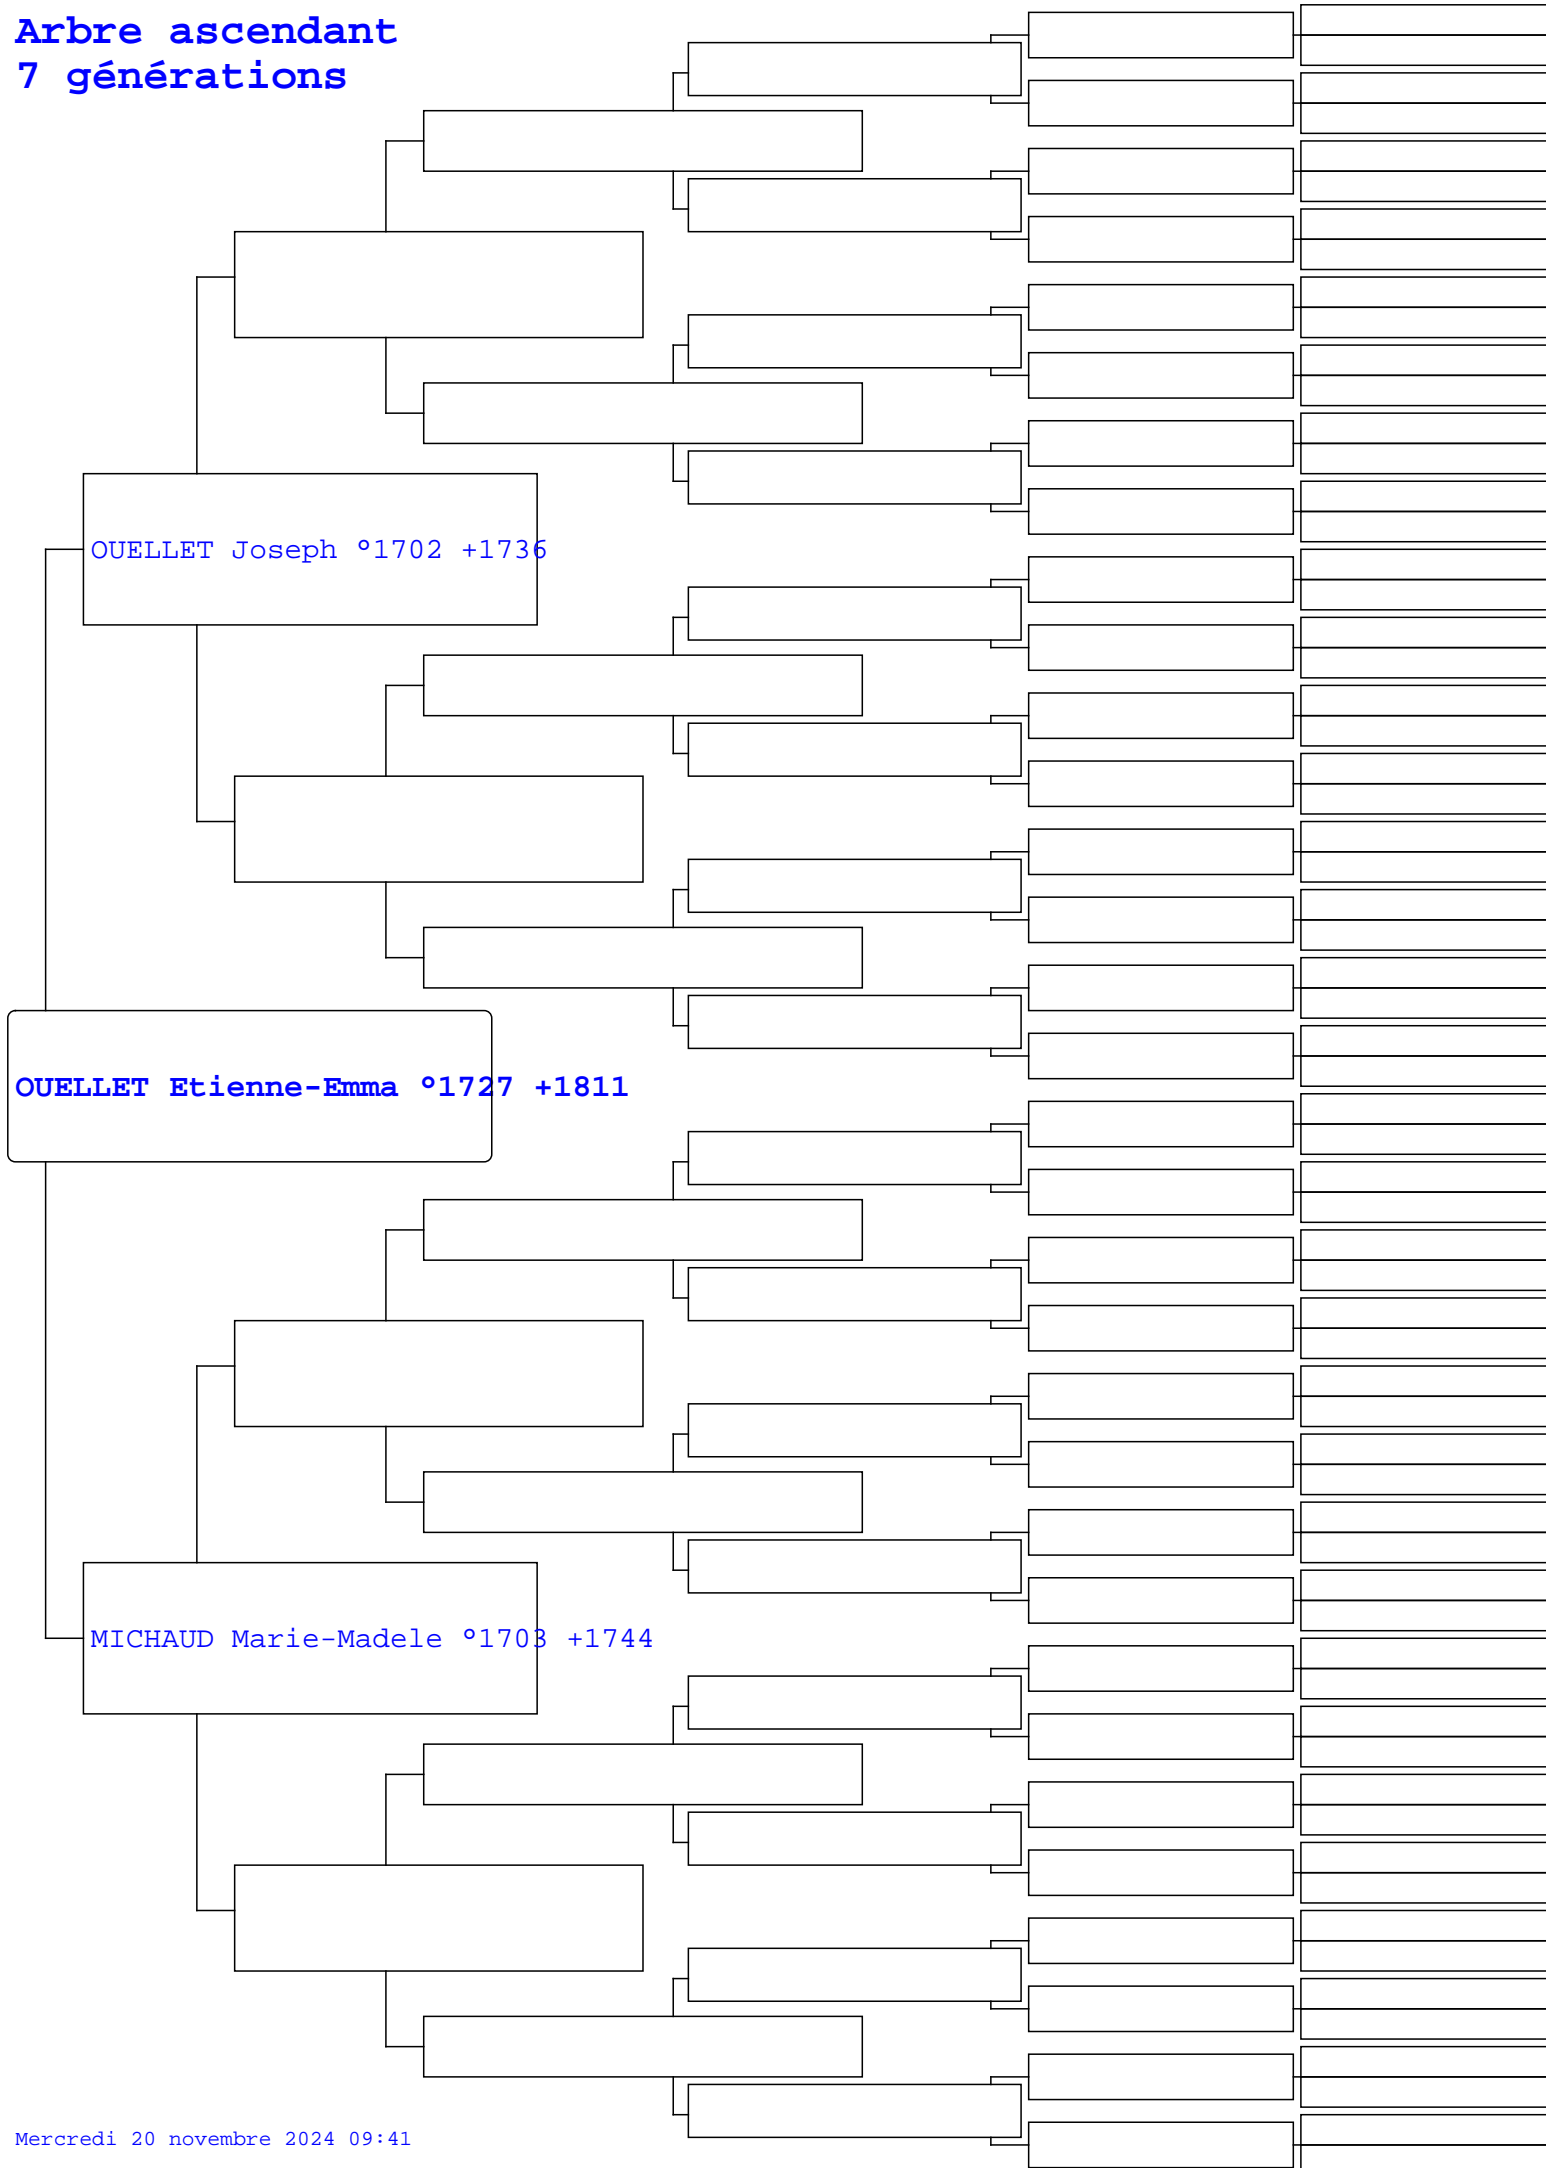 Arbre ascendant
7 générations
OUELLET Joseph °1702 +1736
OUELLET Etienne-Emma °1727 +1811
MICHAUD Marie-Madele °1703 +1744
Mercredi 20 novembre 2024 09:41